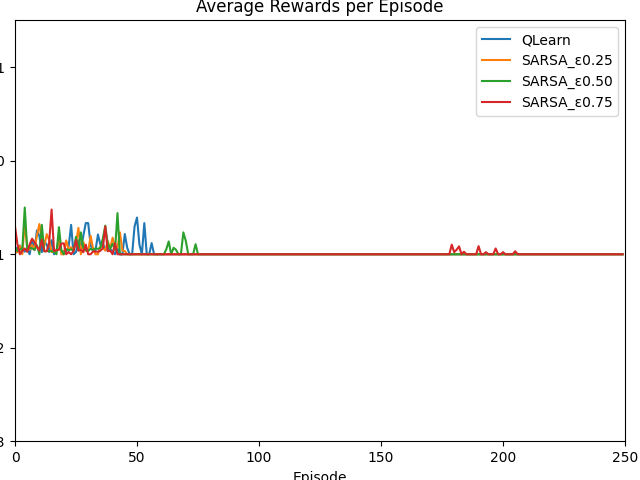 Average Rewards per Episode
QLearn
SARSA_ε0.25
SARSA_ε0.50
SARSA_ε0.75
1
0
1
2
3
0 50 100 150 200 250
Episode